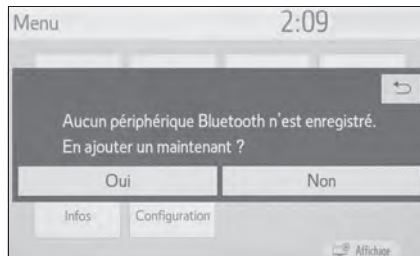 Menu 2:09
Aucun périphérique Bluetooth n'est enregistré.
En ajouter un maintenant ?
Oui Non
Infos Configuration
Affichage